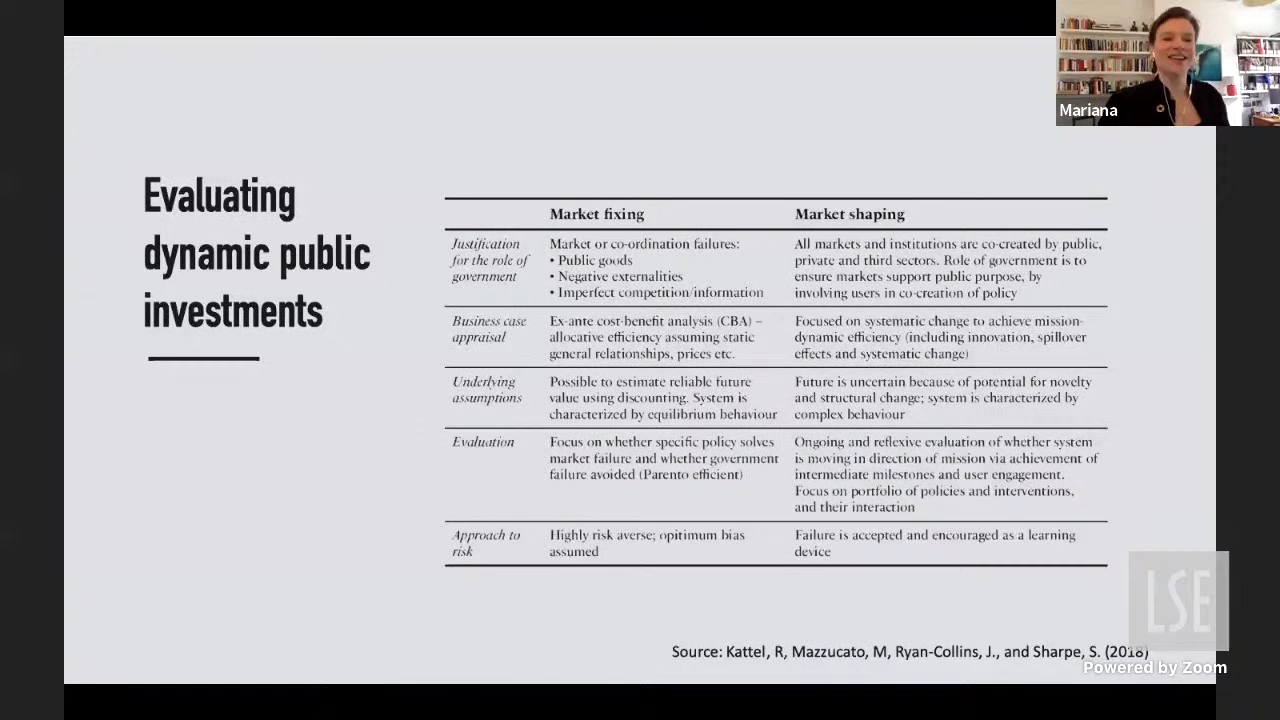 Mariana
Evaluating
dynamic public
investments
Market fixing
Market shaping
Justification
for the role of
government
Market or co-ordination failures:
• Public goods
• Negative externalities
• Imperfect competition/information
All markets and institutions are co-created by public,
private and third sectors. Role of government is to
ensure markets support public purpose, by
involving users in co-creation of policy
Business case
appraisal
Ex-ante cost-benefit analysis (CBA) –
allocative efficiency assuming static
general relationships, prices etc.
Focused on systematic change to achieve mission-
dynamic efficiency (including innovation, spillover
effects and systematic change)
Underlying
assumptions
Possible to estimate reliable future
value using discounting. System is
characterized by equilibrium behaviour
Future is uncertain because of potential for novelty
and structural change; system is characterized by
complex behaviour
Evaluation
Focus on whether specific policy solves
market failure and whether government
failure avoided (Parento efficient)
Ongoing and reflexive evaluation of whether system
is moving in direction of mission via achievement of
intermediate milestones and user engagement.
Focus on portfolio of policies and interventions,
and their interaction
Approach to
risk
Highly risk averse; opitimum bias
assumed
Failure is accepted and encouraged as a learning
device
LSE
Source: Kattel, R, Mazzucato, M, Ryan-Collins, J., and Sharpe, S. (2018)
Powered by Zoom